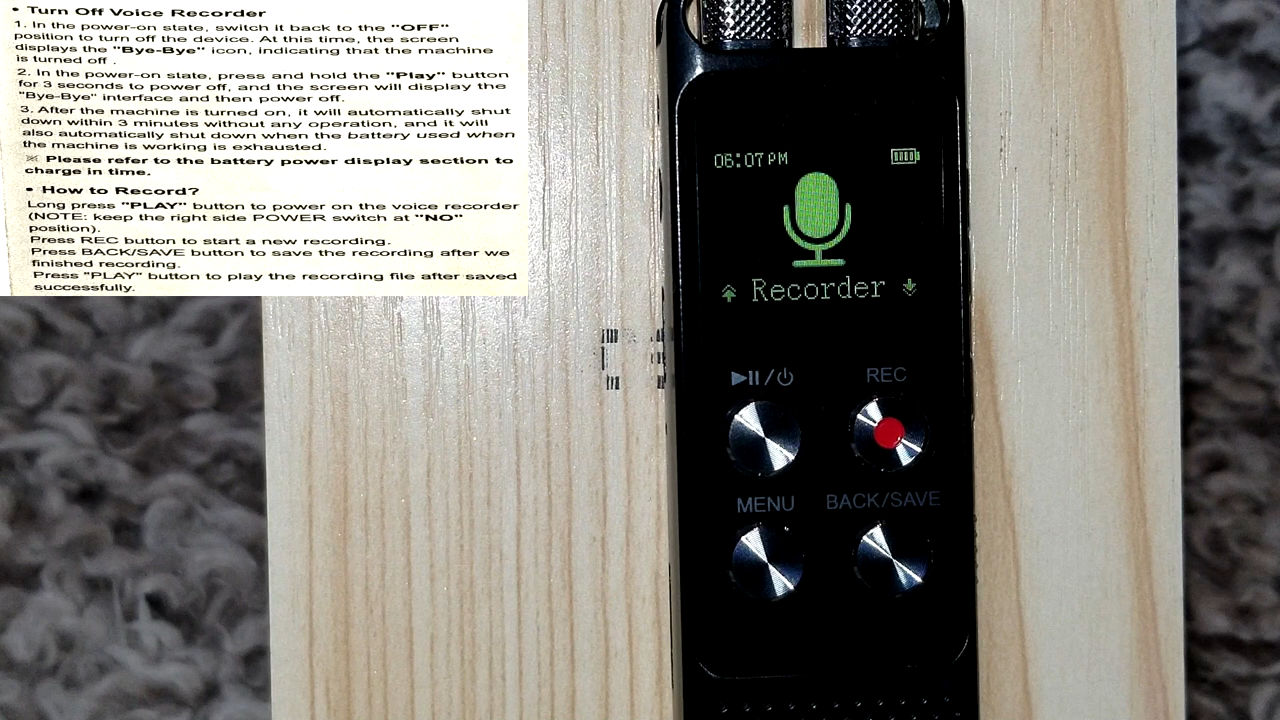 • Turn Off Voice Recorder
1. In the power-on state, switch it back to the "OFF"
position to turn off the device. At this time, the screen
displays the "Bye-Bye" icon, indicating that the machine
is turned off .
2. In the power-on state, press and hold the "Play" button
for 3 seconds to power off, and the screen will display the
"Bye-Bye" interface and then power off.
3. After the machine is turned on, it will automatically shut
down within 3 minutes without any operation, and it will
also automatically shut down when the battery used when
the machine is working is exhausted.
※ Please refer to the battery power display section to
charge in time.
• How to Record?
Long press "PLAY" button to power on the voice recorder
(NOTE: keep the right side POWER switch at "NO"
position).
Press REC button to start a new recording.
Press BACK/SAVE button to save the recording after we
finished recording.
Press "PLAY" button to play the recording file after saved
successfully.
06:07PM
Recorder
REC
MENU
BACK/SAVE